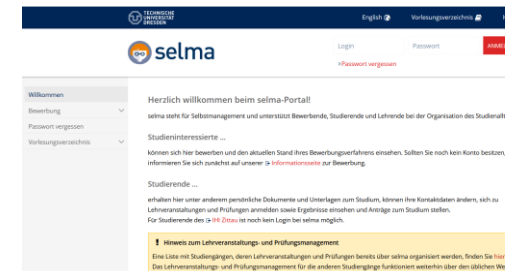 TECHNISCHE
UNIVERSITÄT
DRESDEN
English
Vorlesungsverzeichnis
selma
Login
Passwort
ANMEL
>Passwort vergessen
Willkommen
Bewerbung
Passwort vergessen
Vorlesungsverzeichnis
Herzlich willkommen beim selma-Portal!
selma steht für Selbstmanagement und unterstützt Bewerbende, Studierende und Lehrende bei der Organisation des Studienallt
Studieninteressierte ...
können sich hier bewerben und den aktuellen Stand ihres Bewerbungsverfahrens einsehen. Sollten Sie noch kein Konto besitzen,
informieren Sie sich zunächst auf unserer Informationsseite zur Bewerbung.
Studierende ...
erhalten hier unter anderem persönliche Dokumente und Unterlagen zum Studium, können ihre Kontaktdaten ändern, sich zu
Lehrveranstaltungen und Prüfungen anmelden sowie Ergebnisse einsehen und Anträge zum Studium stellen.
Für Studierende des IHI Zittau ist noch kein Login bei selma möglich.
! Hinweis zum Lehrveranstaltungs- und Prüfungsmanagement
Eine Liste mit Studiengängen, deren Lehrveranstaltungen und Prüfungen bereits über selma organisiert werden, finden Sie hier
Das Lehrveranstaltungs- und Prüfungsmanagement für die anderen Studiengänge funktioniert weiterhin über den üblichen We